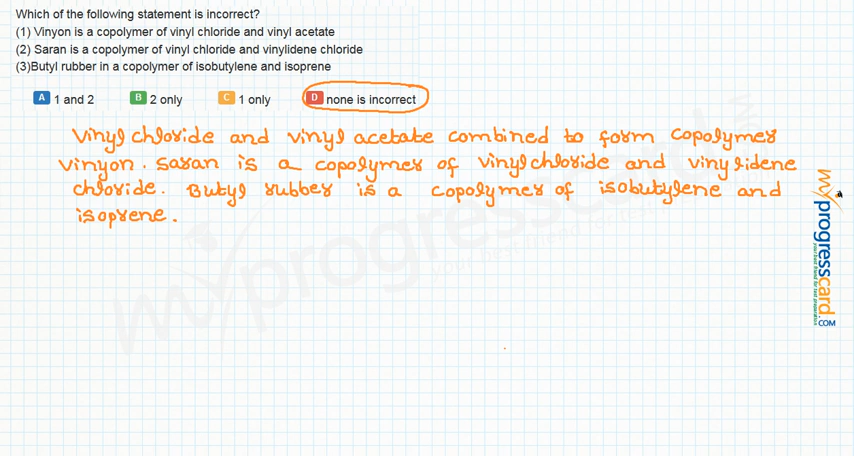 Which of the following statement is incorrect?
(1) Vinyon is a copolymer of vinyl chloride and vinyl acetate
(2) Saran is a copolymer of vinyl chloride and vinylidene chloride
(3)Butyl rubber in a copolymer of isobutylene and isoprene
A 1 and 2 B 2 only C 1 only D none is incorrect
Vinyl chloride and vinyl acetate combined to form copolymer
vinyon. Saran is a copolymer of vinylchloride and vinylidene
chloride. Butyl rubber is a copolymer of isobutylene and
isoprene.
myprogresscard
.COM